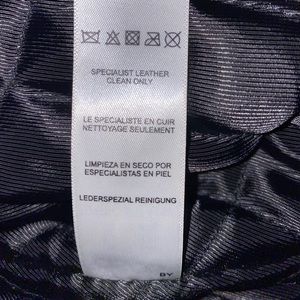 SPECIALIST LEATHER
CLEAN ONLY
LE SPECIALISTE EN CUIR
NETTOYAGE SEULEMENT
LIMPIEZA EN SECO POR
ESPECIALISTAS EN PIEL
LEDERSPEZIAL REINIGUNG
BY